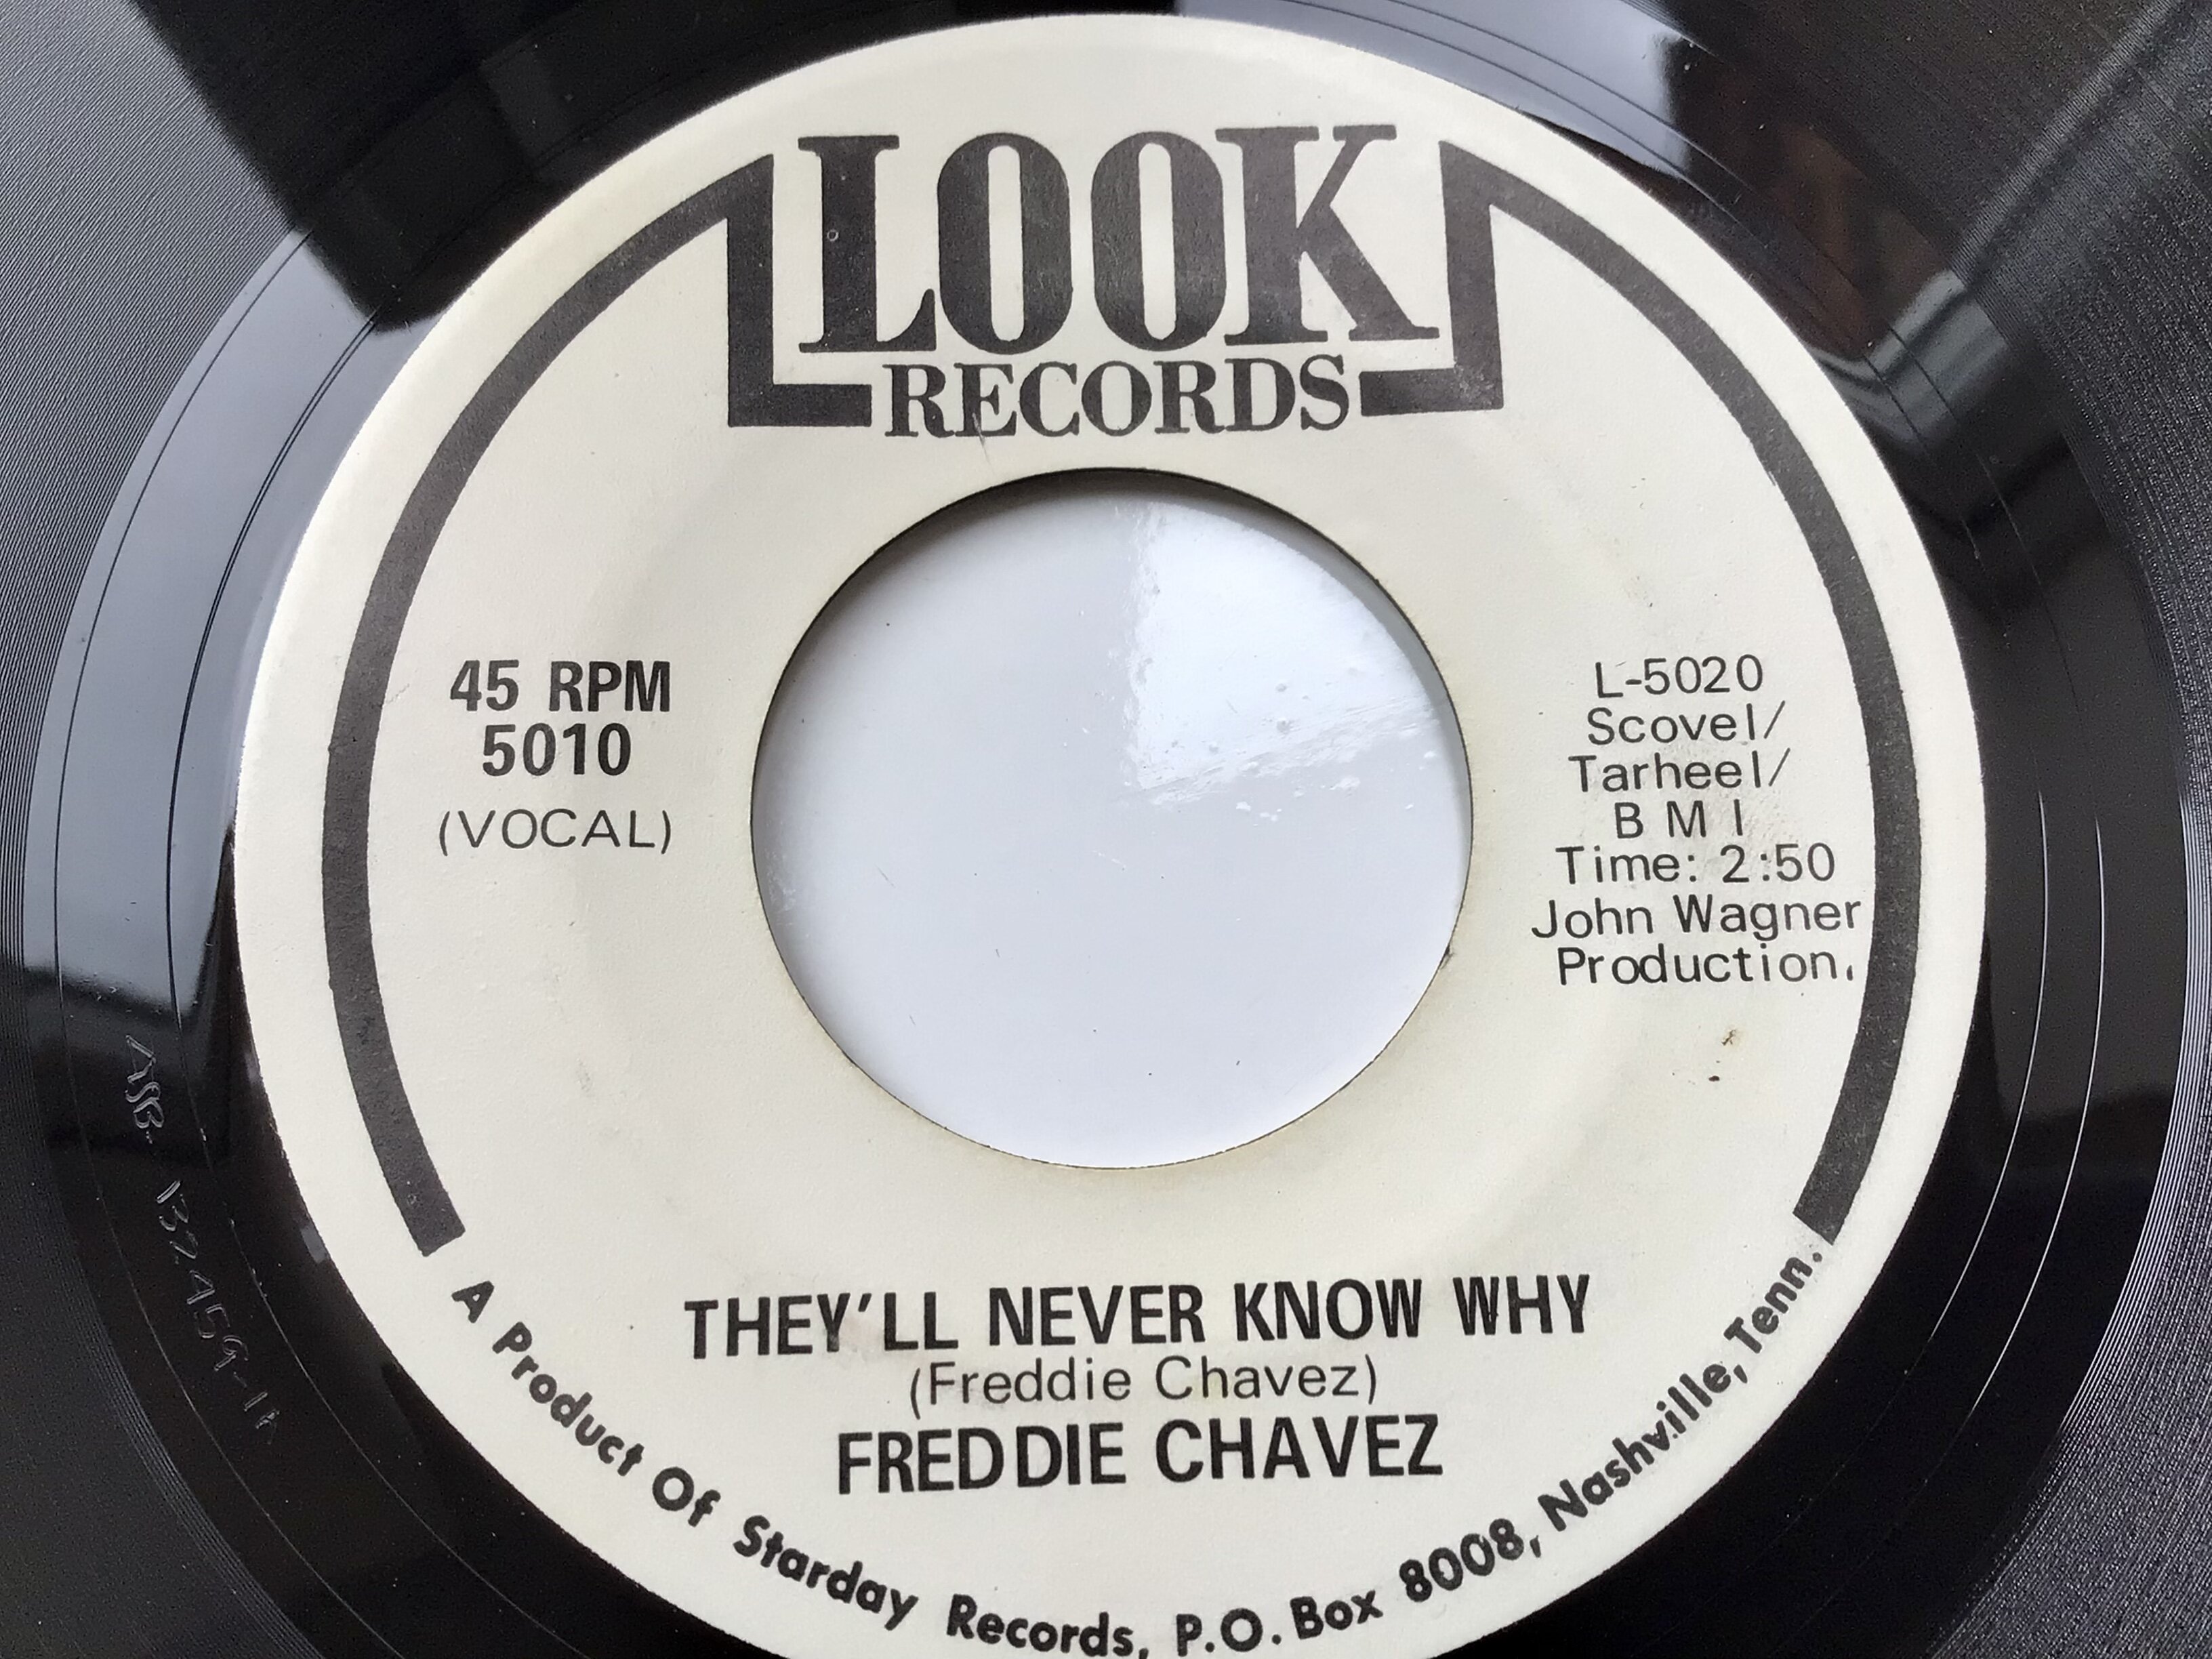 LOOK
RECORDS
45 RPM
5010
(VOCAL)
L-5020
Scovel/
Tarheel/
B M I
Time: 2:50
John Wagner
Production.
THEY'LL NEVER KNOW WHY
(Freddie Chavez)
FREDDIE CHAVEZ
A Product Of Starday Records, P.O. Box 8008, Nashville, Tenn.